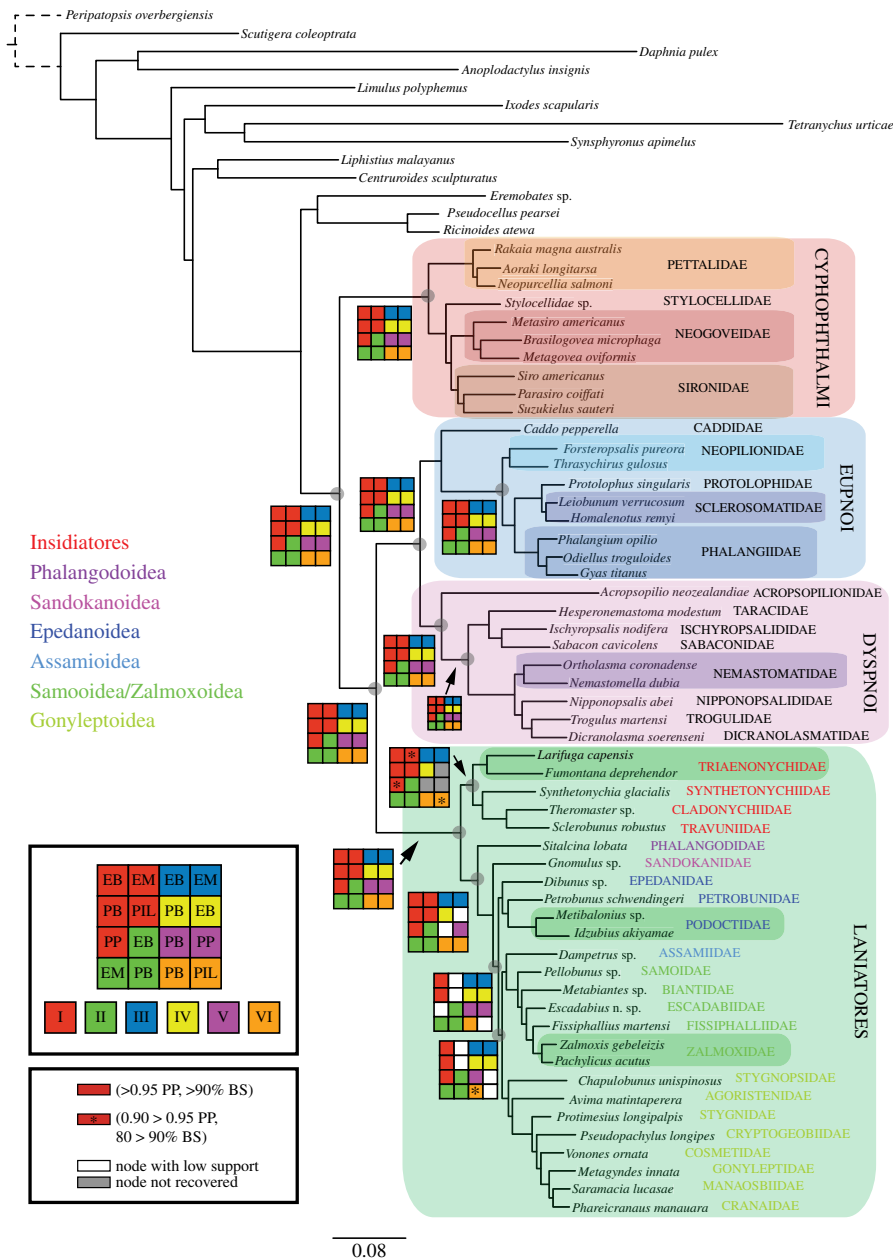 Peripatopsis overbergiensis
Scutigera coleoptrata
Daphnia pulex
Anoplodactylus insignis
Limulus polyphemus
Ixodes scapularis
Tetranychus urticae
Synsphyronus apimelus
Liphistius malayanus
Centruroides sculpturatus
Eremobates sp.
Pseudocellus pearsei
Ricinoides atewa
Rakaia magna australis
Aoraki longitarsa PETTALIDAE
Neopurcellia salmoni
Stylocellidae sp. STYLOCELLIDAE
Metasiro americanus
Brasilogovea microphaga NEOGOVEIDAE
Metagovea oviformis
Siro americanus
Parasiro coiffati SIRONIDAE
Suzukielus sauteri
CYPHOPHTHALMI
Caddo pepperella CADDIDAE
Forsteropsalis pureora NEOPILIONIDAE
Thrasychirus gulosus
Protolophus singularis PROTOLOPHIDAE
Leiobunum verrucosum SCLEROSOMATIDAE
Homalenotus remyi
Phalangium opilio
Odiellus troguloides PHALANGIIDAE
Gyas titanus
EUPNOI
Acropsopilio neozealandiae ACROPSOPILIONIDAE
Hesperonemastoma modestum TARACIDAE
Ischyropsalis nodifera ISCHYROPSALIDIDAE
Sabacon cavicolens SABACONIDAE
Ortholasma coronadense NEMASTOMATIDAE
Nemastomella dubia
Nipponopsalis abei NIPPONOPSALIDIDAE
Trogulus martensi TROGULIDAE
Dicranolasma soerenseni DICRANOLASMATIDAE
DYSPNOI
Larifuga capensis
Fumontana deprehendor TRIAENONYCHIDAE
Synthetonychia glacialis SYNTHETONYCHIIDAE
Theromaster sp. CLADONYCHIIDAE
Sclerobunus robustus TRAVUNIIDAE
Sitalcina lobata PHALANGODIDAE
Gnomulus sp. SANDOKANIDAE
Dibunus sp. EPEDANIDAE
Petrobunus schwendingeri PETROBUNIDAE
Metibalonius sp.
Idzubius akiyamae PODOCTIDAE
Dampetrus sp. ASSAMIIDAE
Pellobunus sp. SAMOIDAE
Metabiantes sp. BIANTIDAE
Escadabius n. sp. ESCADABIIDAE
Fissiphallius martensi FISSIPHALLIIDAE
Zalmoxis gebeleizis
Pachylicus acutus ZALMOXIDAE
Chapulobunus unispinosus STYGNOPSIDAE
Avima matintaperera AGORISTENIDAE
Protimesius longipalpis STYGNIDAE
Pseudopachylus longipes CRYPTOGEOBIIDAE
Vonones ornata COSMETIDAE
Metagyndes innata GONYLEPTIDAE
Saramacia lucasae MANAOSBIIDAE
Phareicranaus manauara CRANAIDAE
LANIATORES
* * *
*
Insidiatores
Phalangodoidea
Sandokanoidea
Epedanoidea
Assamioidea
Samooidea/Zalmoxoidea
Gonyleptoidea
EB EM EB EM
PB PIL PB EB
PP EB PB PP
EM PB PB PIL
I II III IV V VI
(>0.95 PP, >90% BS)
* (0.90 > 0.95 PP,
80 > 90% BS)
node with low support
node not recovered
0.08